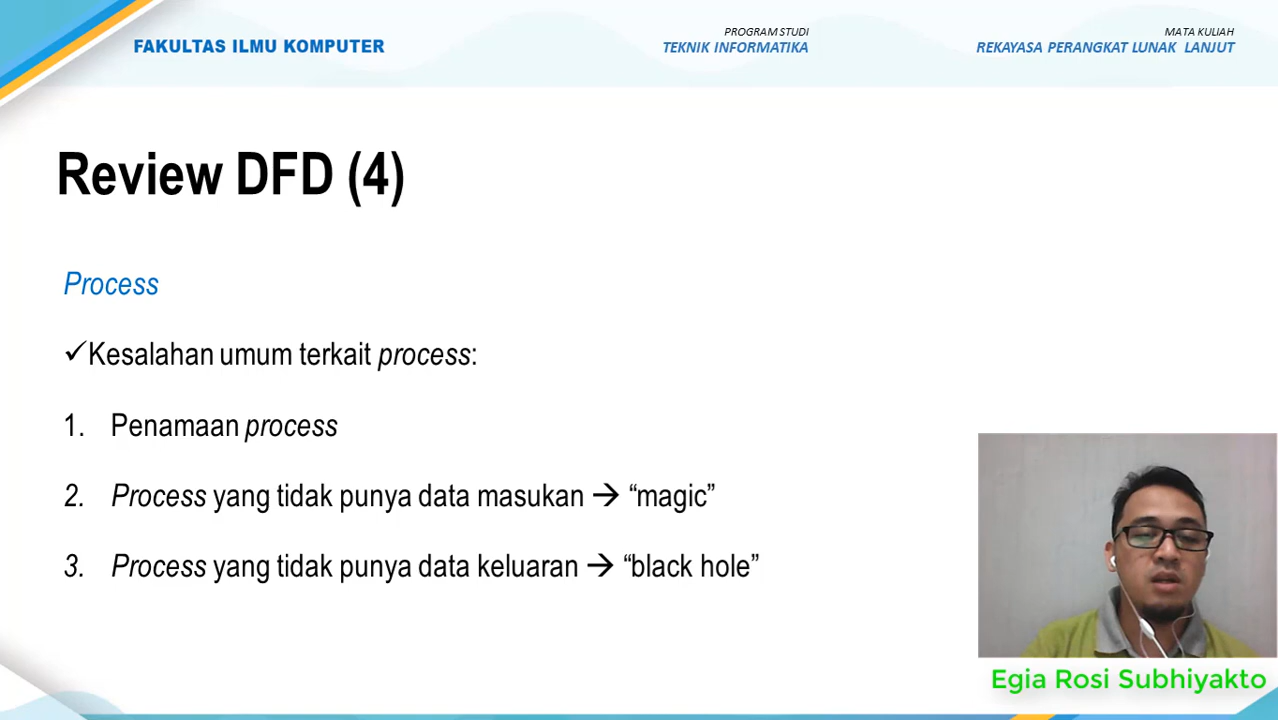 FAKULTAS ILMU KOMPUTER
PROGRAM STUDI
TEKNIK INFORMATIKA
MATA KULIAH
REKAYASA PERANGKAT LUNAK LANJUT
Review DFD (4)
Process
✓Kesalahan umum terkait process:
1. Penamaan process
2. Process yang tidak punya data masukan → “magic”
3. Process yang tidak punya data keluaran → “black hole”
Egia Rosi Subhiyakto